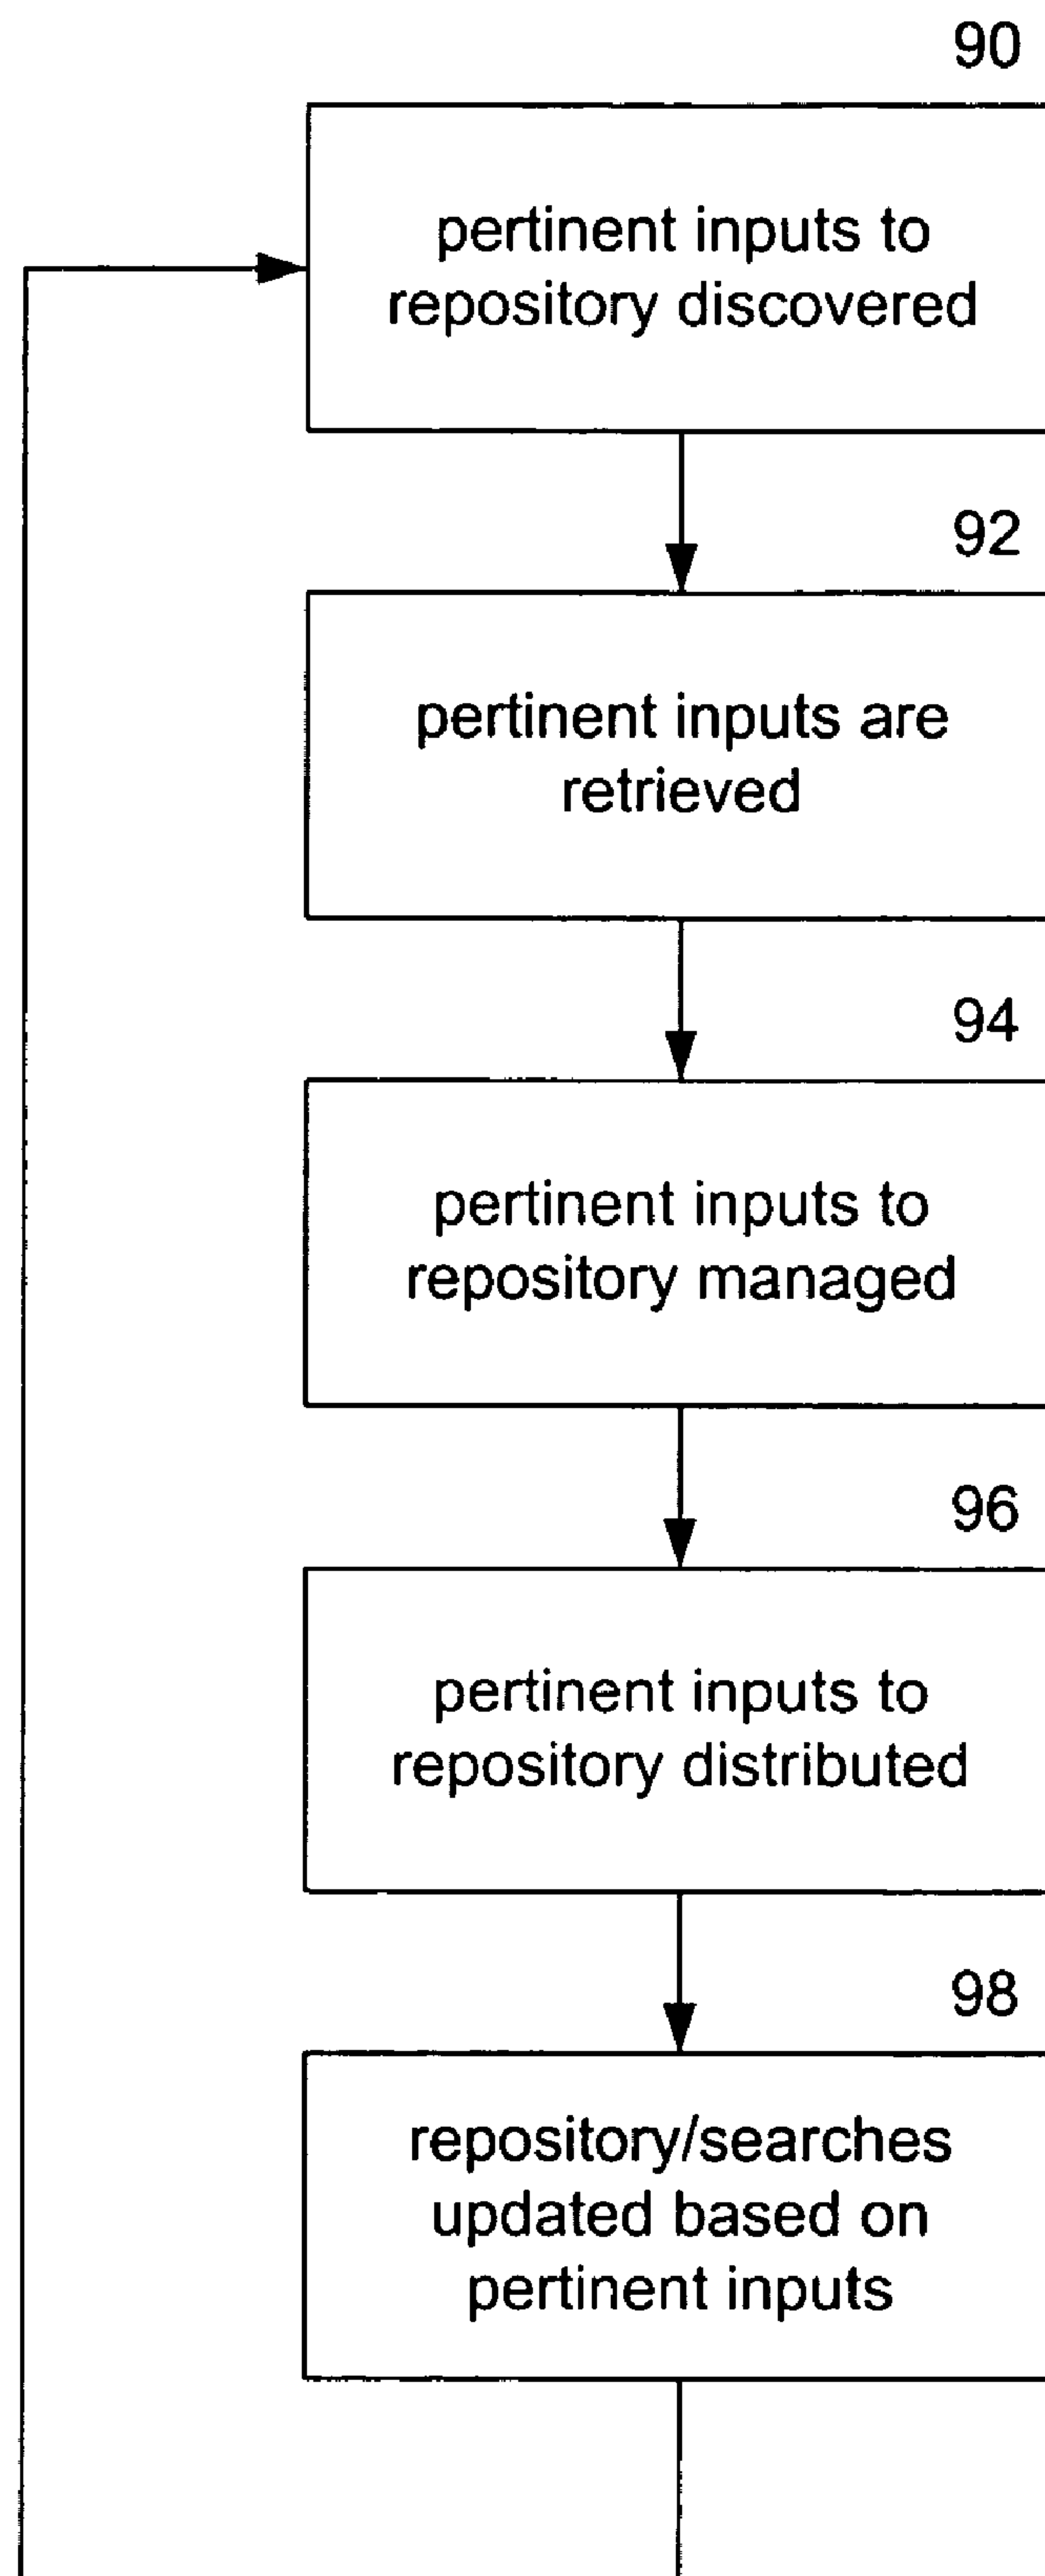 90
pertinent inputs to
repository discovered
92
pertinent inputs are
retrieved
94
pertinent inputs to
repository managed
96
pertinent inputs to
repository distributed
98
repository/searches
updated based on
pertinent inputs